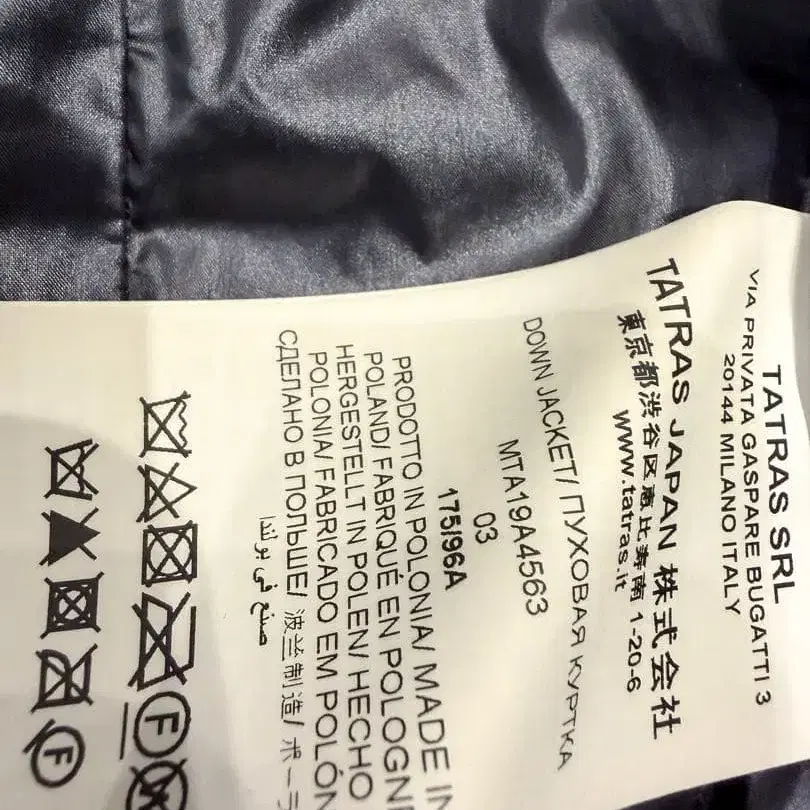 TATRAS SRL
VIA PRIVATA GASPARE BUGATTI 3
20144 MILANO ITALY
TATRAS JAPAN 株式会社
東京都渋谷区恵比寿南 1-20-6
www.tatras.it
DOWN JACKET/ ПУХОВАЯ КУРТКА
MTA19A4563
03
175/96A
PRODOTTO IN POLONIA/ MADE IN
POLAND/ FABRIQUÉ EN POLOGNE
HERGESTELLT IN POLEN/ HECHO
POLONIA/ FABRICADO EM POLÓN
СДЕЛАНО В ПОЛЬШЕ/ 波兰制造/ ポーラ
صنع في بولندا
F
F